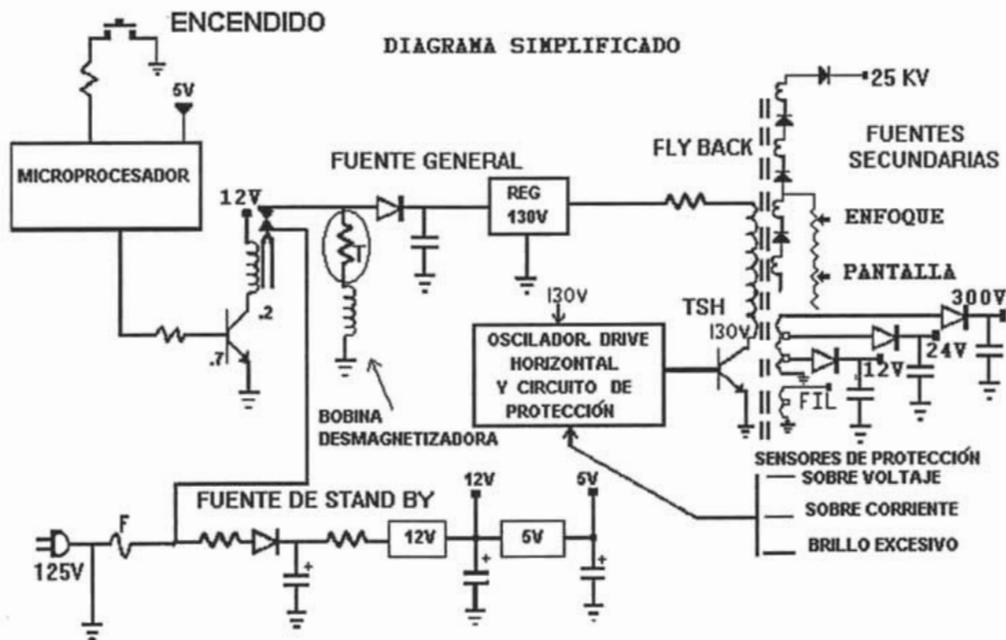 ENCENDIDO
DIAGRAMA SIMPLIFICADO
5V
25 KV
MICROPROCESADOR
FUENTE GENERAL
FLY BACK
FUENTES
SECUNDARIAS
12V
REG
130V
ENFOQUE
T
PANTALLA
.2
130V
TSH
130V
300V
.7
OSCILADOR. DRIVE
HORIZONTAL
Y CIRCUITO DE
PROTECCIÓN
24V
12V
FIL
BOBINA
DESMAGNETIZADORA
SENSORES DE PROTECCIÓN
SOBRE VOLTAJE
SOBRE CORRIENTE
BRILLO EXCESIVO
FUENTE DE STAND BY
12V
5V
F
125V
12V
5V
+
+
+